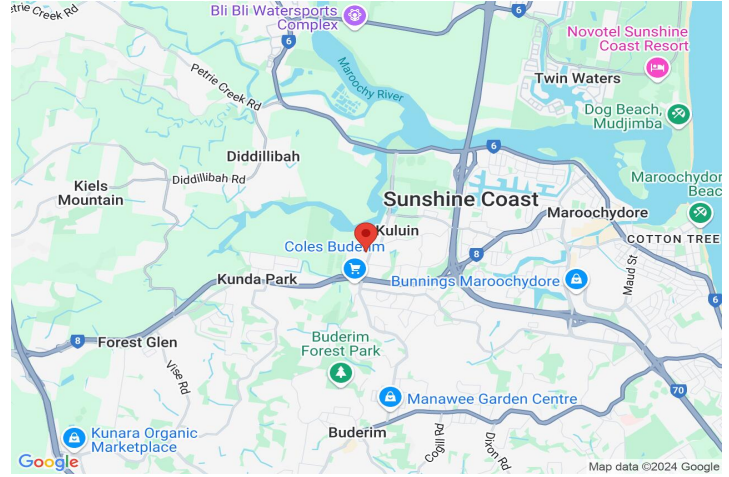 etrie Creek Rd
Bli Bli Watersports
Complex
6
6
Novotel Sunshine
Coast Resort
Petrie Creek Rd
Maroochy River
Twin Waters
Dog Beach,
Mudjimba
6
Diddillibah
Kiels
Mountain
Diddillibah Rd
Maroochydor
Beac
Sunshine Coast
Maroochydore
Kuluin
COTTON TREE
Coles Buderim
8
Kunda Park
Bunnings Maroochydore
Maud St
6
8
Forest Glen
Buderim
Forest Park
Vise Rd
70
Manawee Garden Centre
Kunara Organic
Marketplace
Buderim
Cogill Rd
Dixon Rd
Google
Map data ©2024 Google